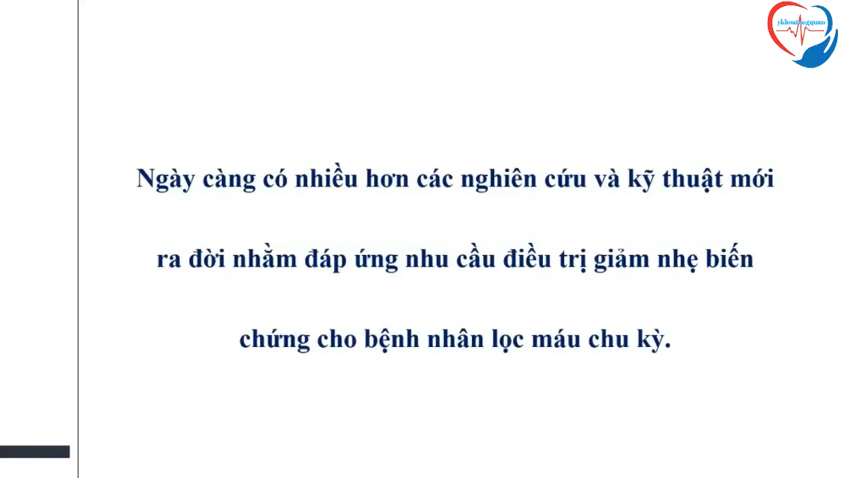 ykhoatongquan
Ngày càng có nhiều hơn các nghiên cứu và kỹ thuật mới
ra đời nhằm đáp ứng nhu cầu điều trị giảm nhẹ biến
chứng cho bệnh nhân lọc máu chu kỳ.